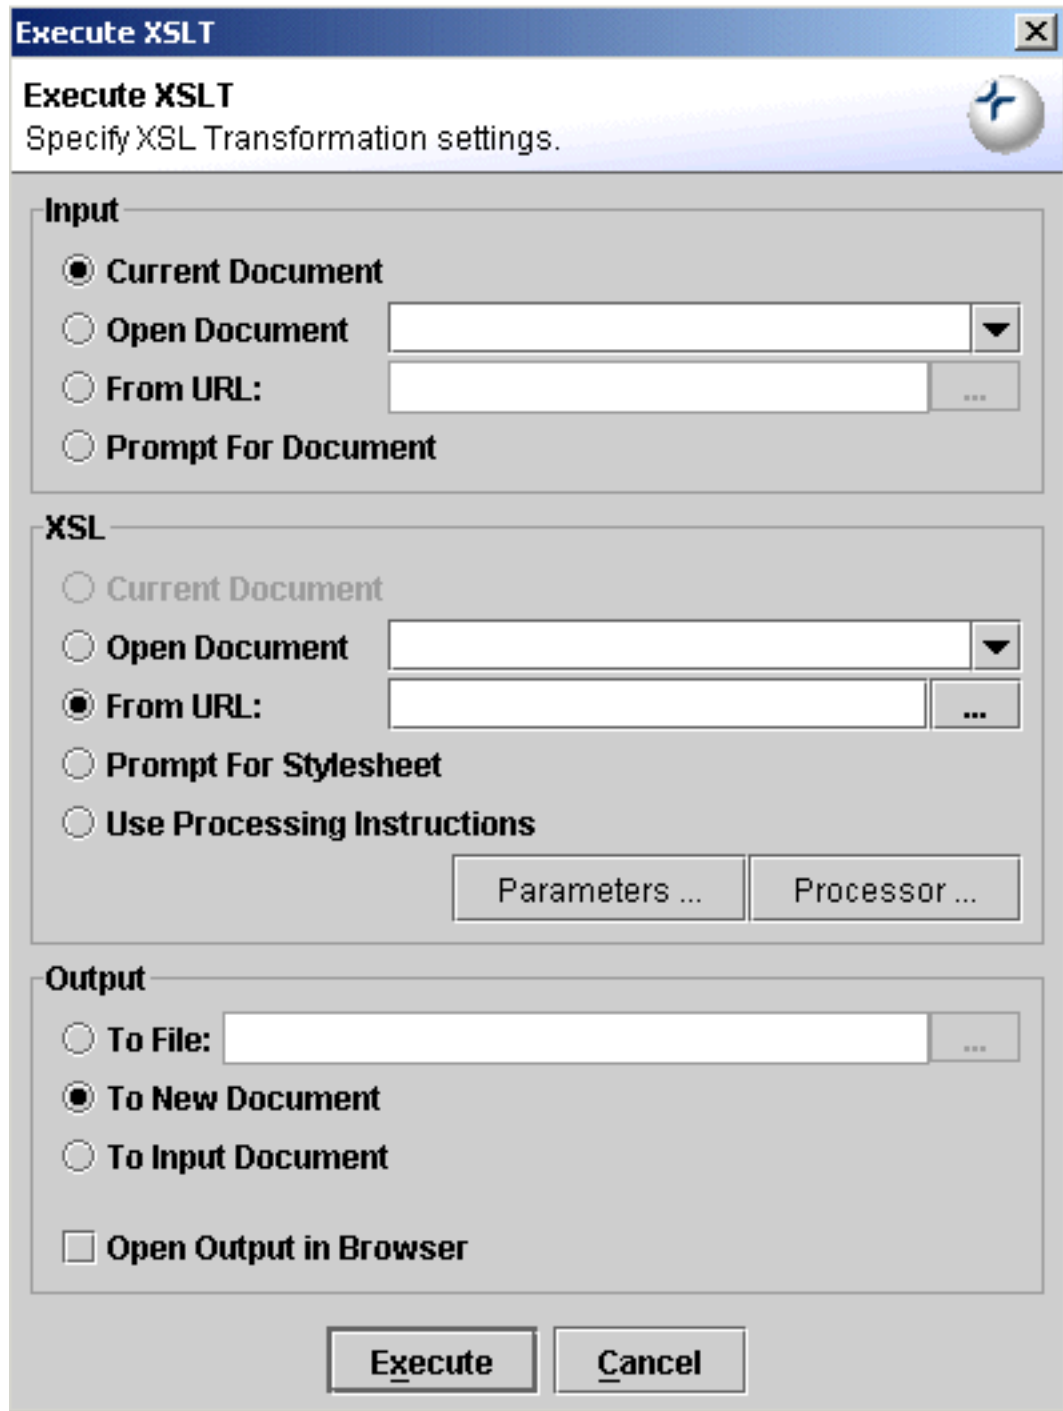 Execute XSLT
Execute XSLT
Specify XSL Transformation settings.
Input
Current Document
Open Document
From URL: ...
Prompt For Document
XSL
Current Document
Open Document
From URL: ...
Prompt For Stylesheet
Use Processing Instructions
Parameters ... Processor ...
Output
To File: ...
To New Document
To Input Document
Open Output in Browser
Execute Cancel